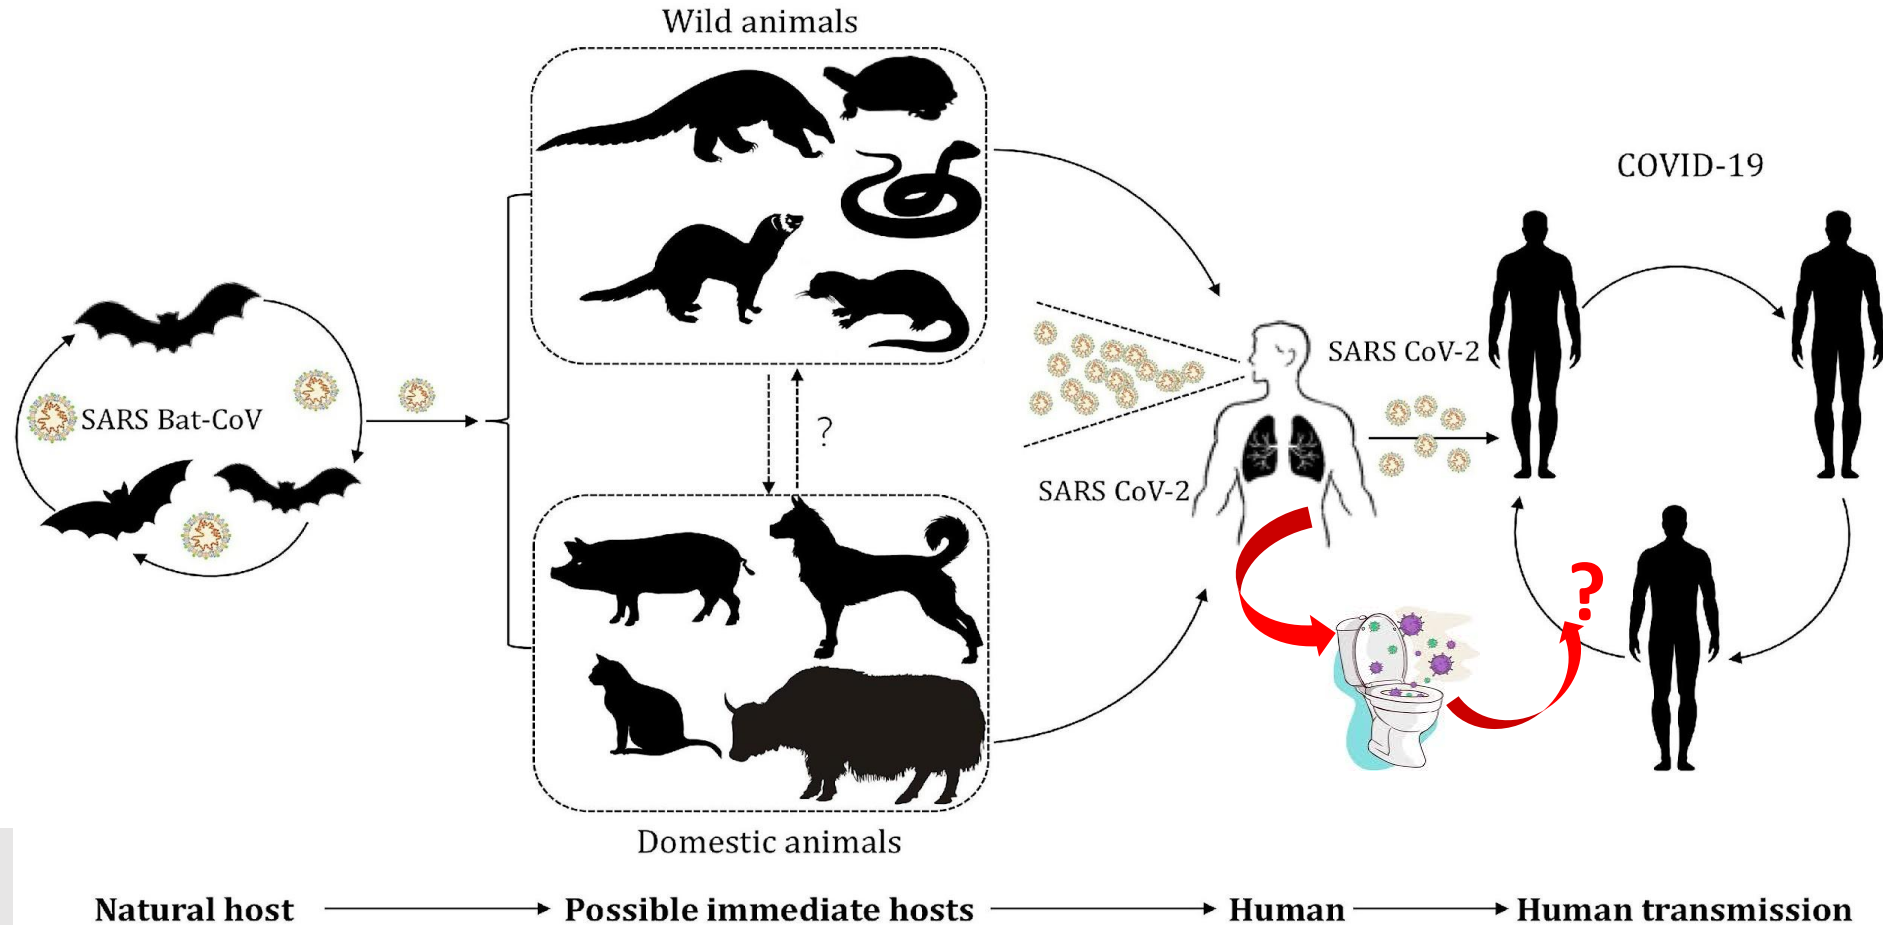 Wild animals
COVID-19
SARS CoV-2
SARS Bat-CoV
?
SARS CoV-2
?
Domestic animals
Natural host
Possible immediate hosts
Human
Human transmission